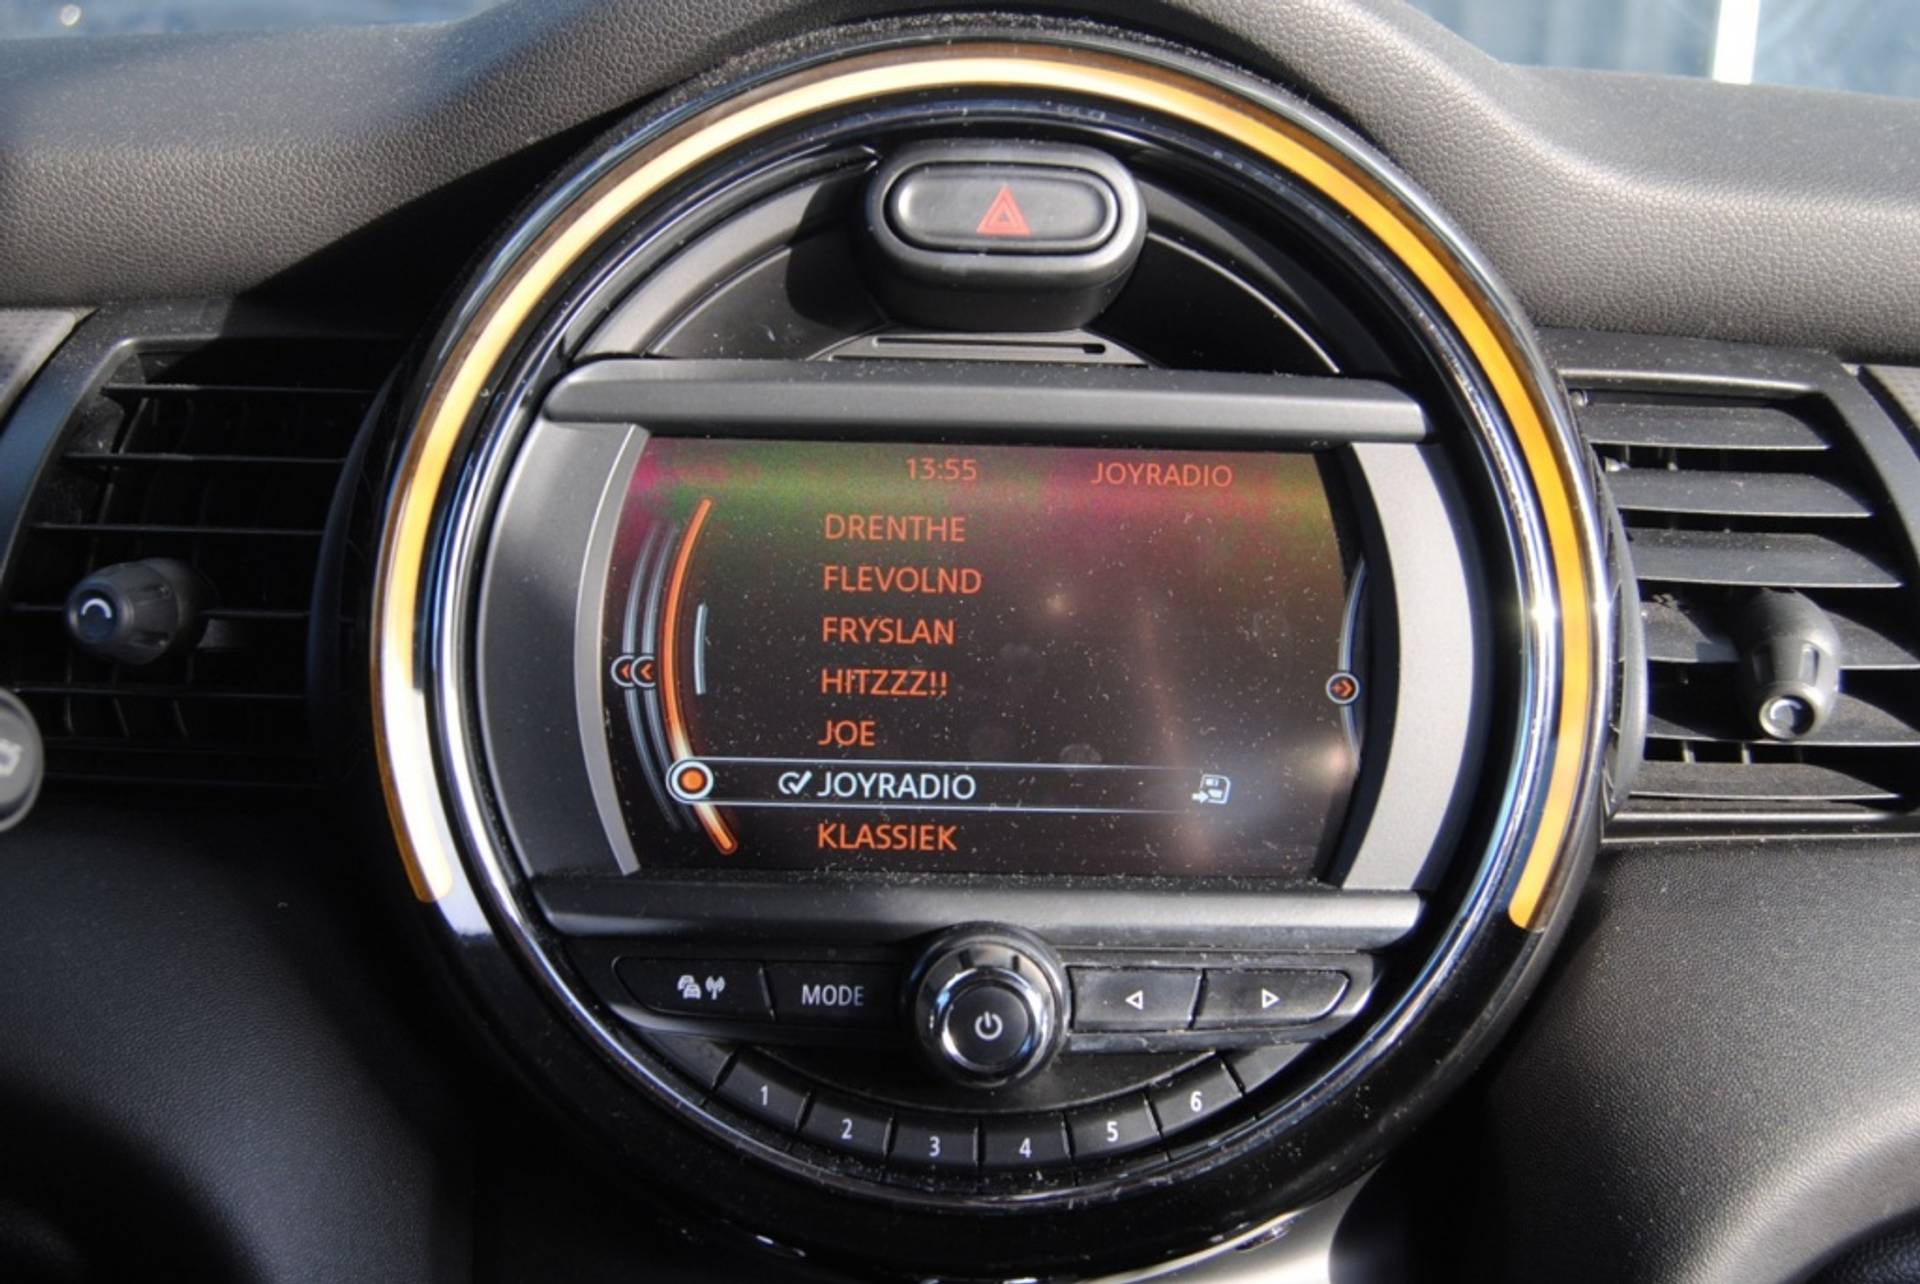 13:55 JOYRADIO
DRENTHE
FLEVOLND
FRYSLAN
HITZZZ!!
JOE
JOYRADIO
KLASSIEK
MODE
1 2 3 4 5 6